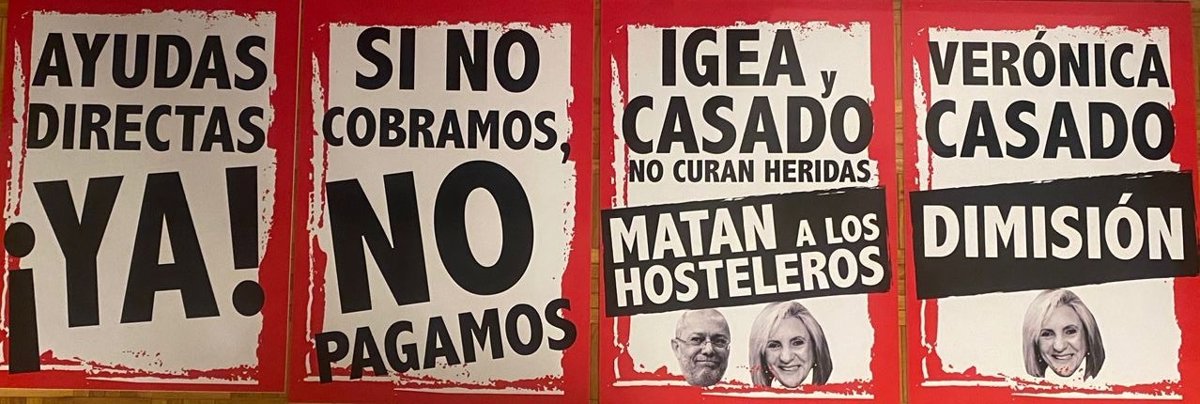 AYUDAS
DIRECTAS
¡YA!
SI NO
COBRAMOS,
NO
PAGAMOS
IGEA y
CASADO
NO CURAN HERIDAS
MATAN A LOS
HOSTELEROS
VERÓNICA
CASADO
DIMISIÓN